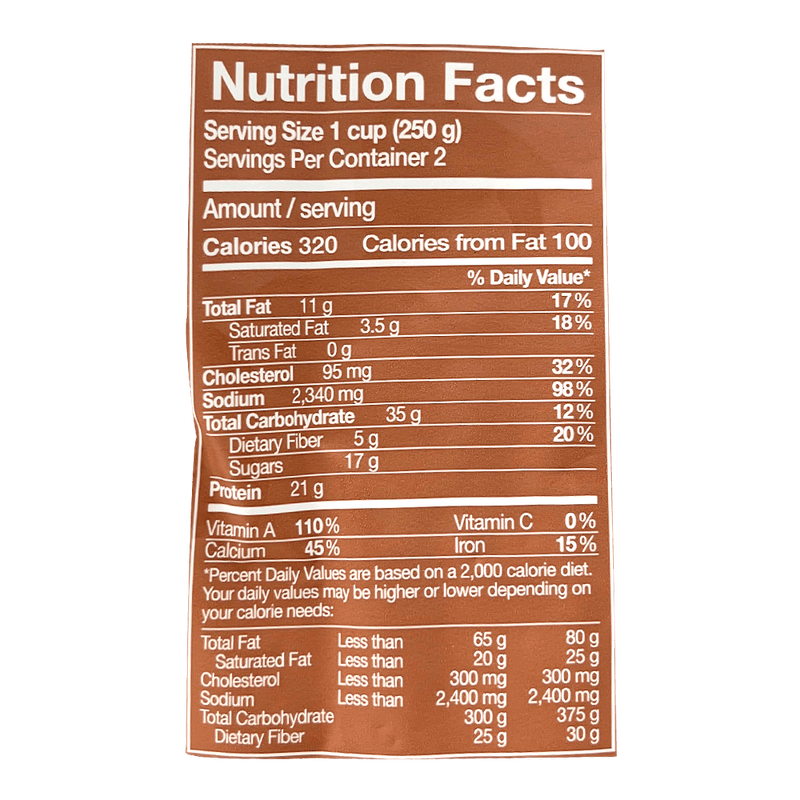 Nutrition Facts
Serving Size 1 cup (250 g)
Servings Per Container 2
Amount / serving
Calories 320 Calories from Fat 100
% Daily Value*
Total Fat 11 g 17%
Saturated Fat 3.5 g 18%
Trans Fat 0 g
Cholesterol 95 mg 32%
Sodium 2,340 mg 98%
Total Carbohydrate 35 g 12%
Dietary Fiber 5 g 20%
Sugars 17 g
Protein 21 g
Vitamin A 110% Vitamin C 0%
Calcium 45% Iron 15%
*Percent Daily Values are based on a 2,000 calorie diet.
Your daily values may be higher or lower depending on
your calorie needs:
Total Fat Less than 65 g 80 g
Saturated Fat Less than 20 g 25 g
Cholesterol Less than 300 mg 300 mg
Sodium Less than 2,400 mg 2,400 mg
Total Carbohydrate 300 g 375 g
Dietary Fiber 25 g 30 g